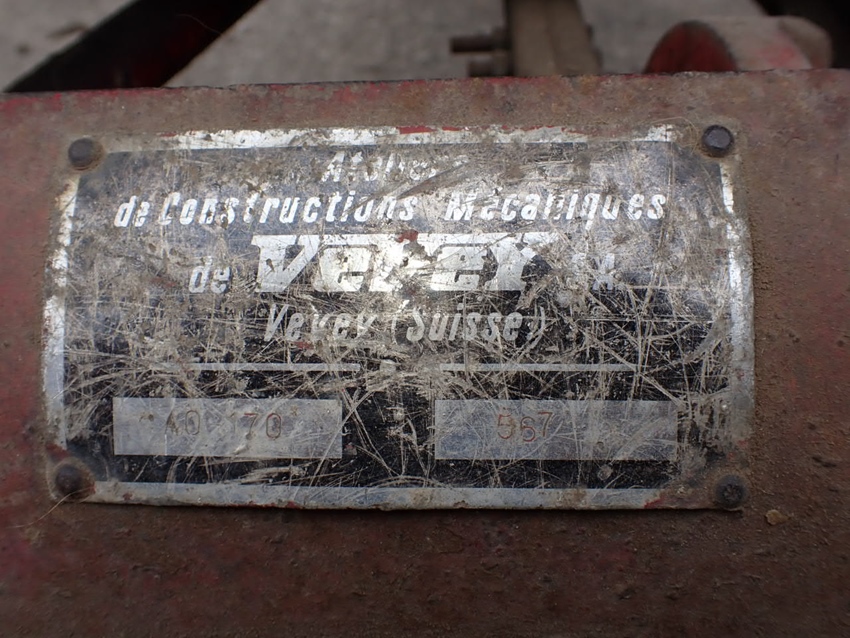 Ateliers
de Constructions Mécaniques
de Vevey S.A.
Vevey (Suisse)
567